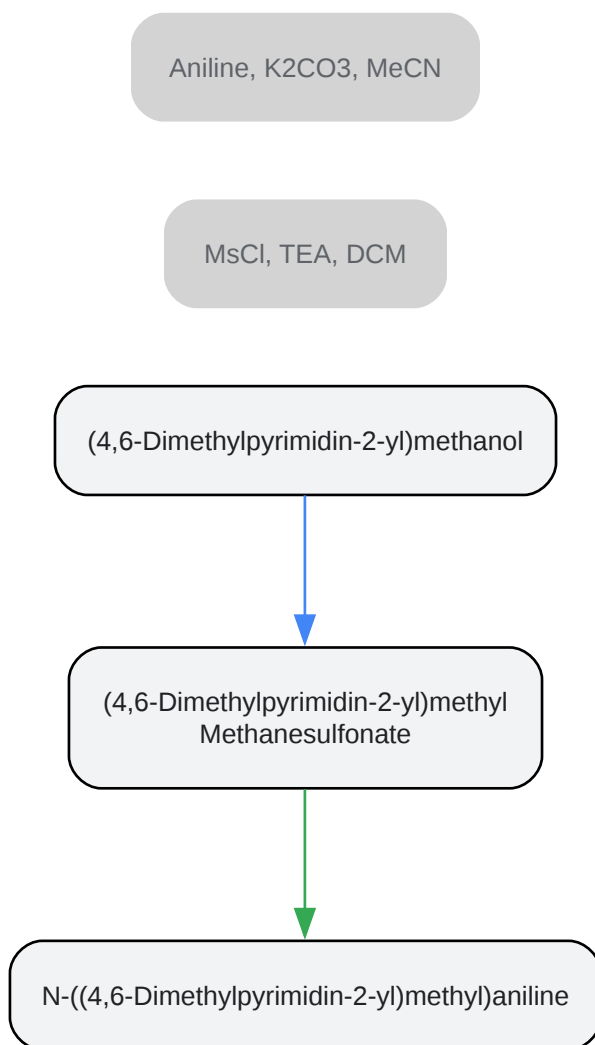 Aniline, K2CO3, MeCN
MsCl, TEA, DCM
(4,6-Dimethylpyrimidin-2-yl)methanol
(4,6-Dimethylpyrimidin-2-yl)methyl
Methanesulfonate
N-((4,6-Dimethylpyrimidin-2-yl)methyl)aniline